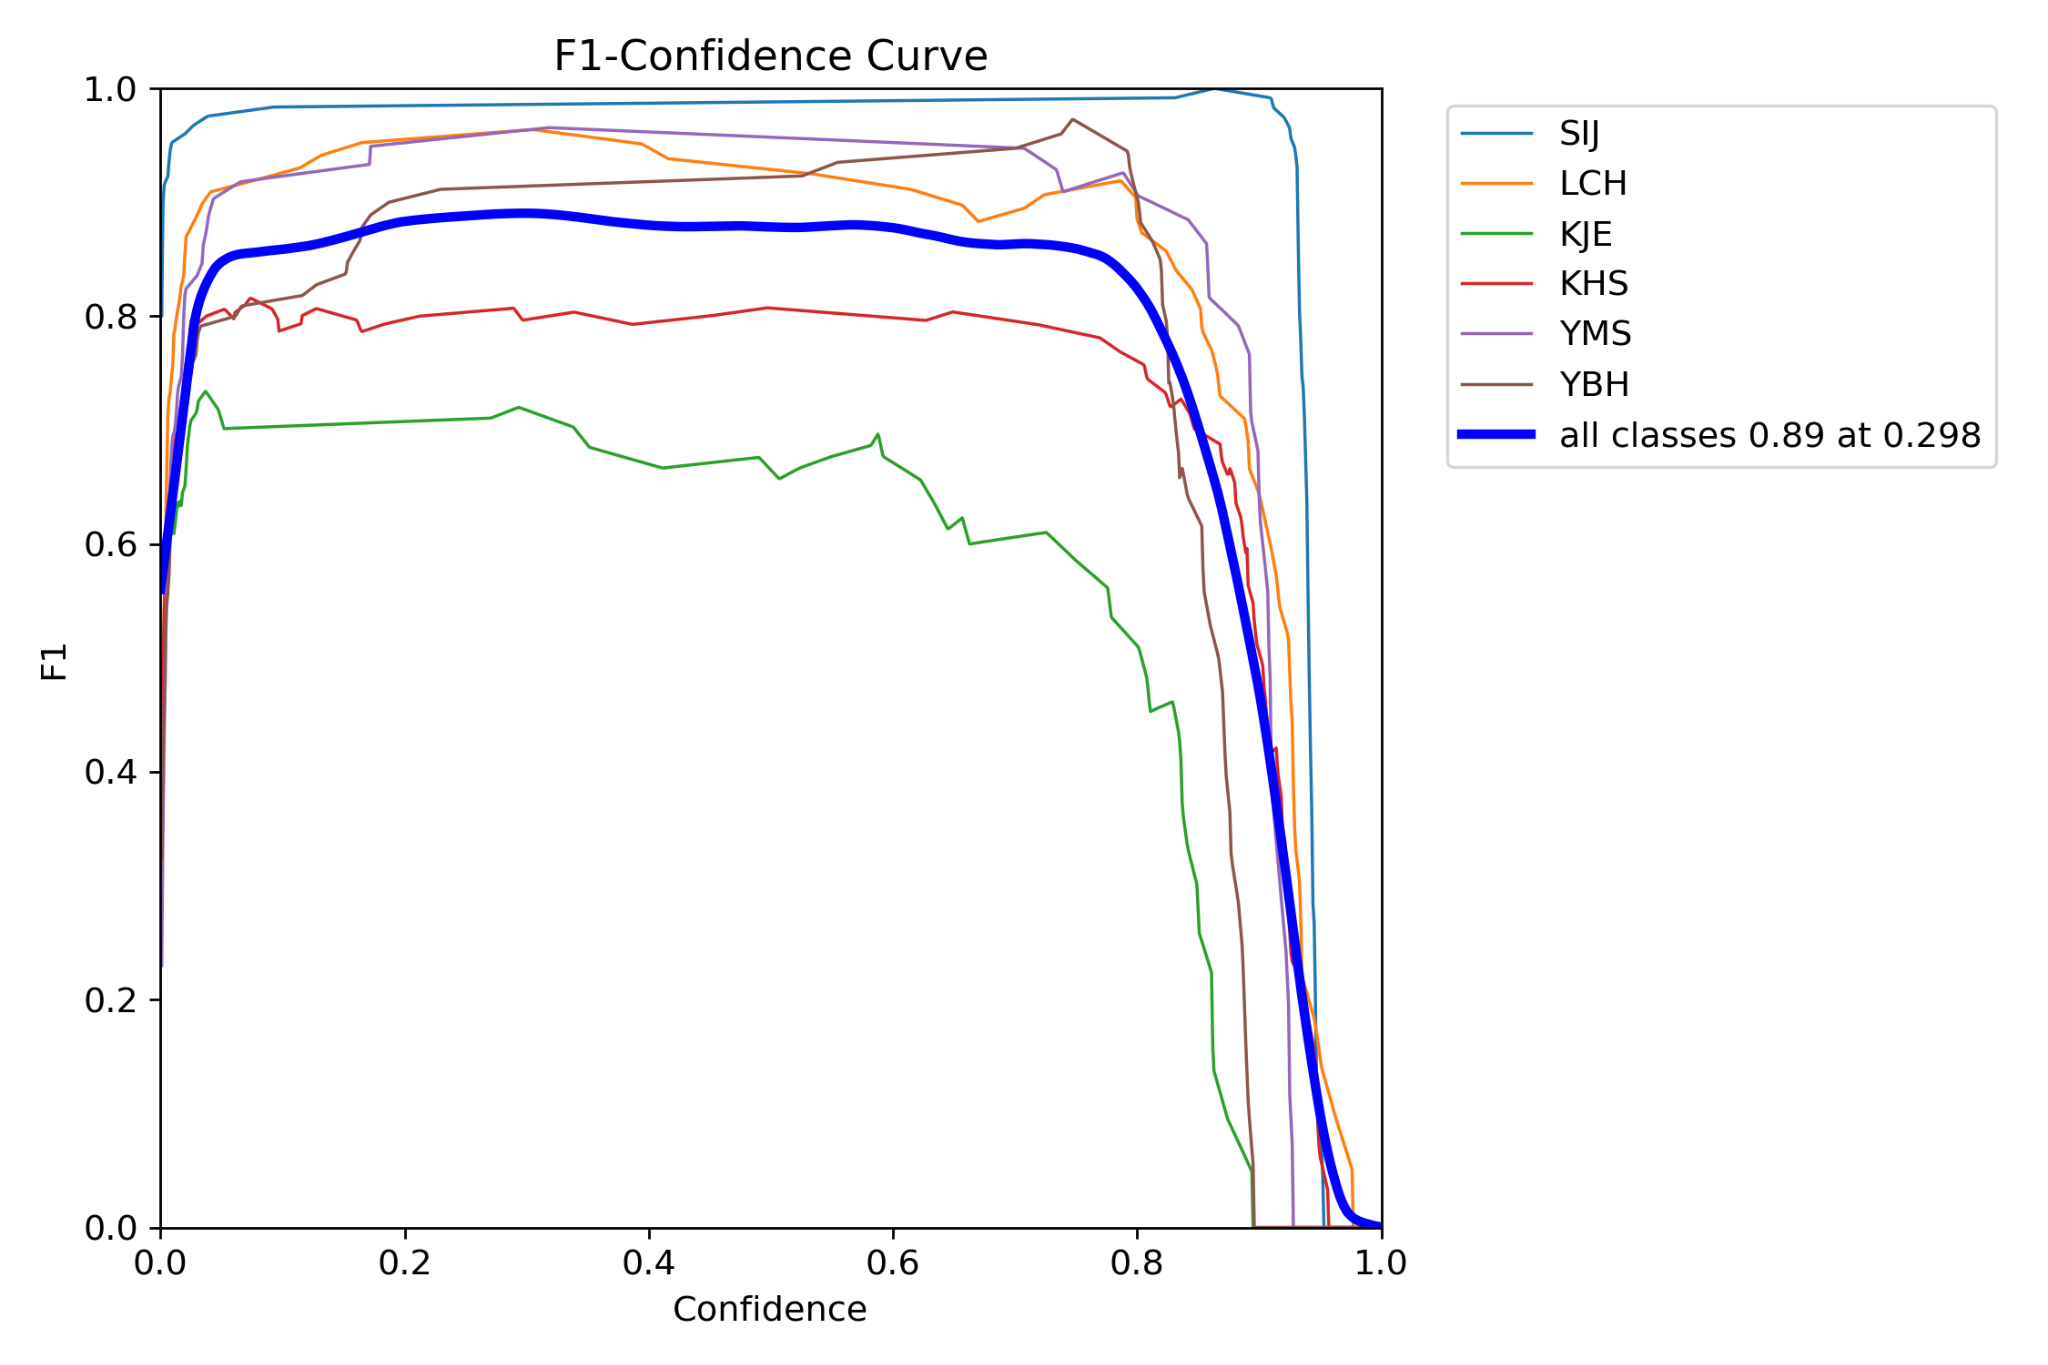 F1-Confidence Curve
1.0
0.8
0.6
0.4
0.2
0.0
F1
0.0 0.2 0.4 0.6 0.8 1.0
Confidence
SIJ
LCH
KJE
KHS
YMS
YBH
all classes 0.89 at 0.298